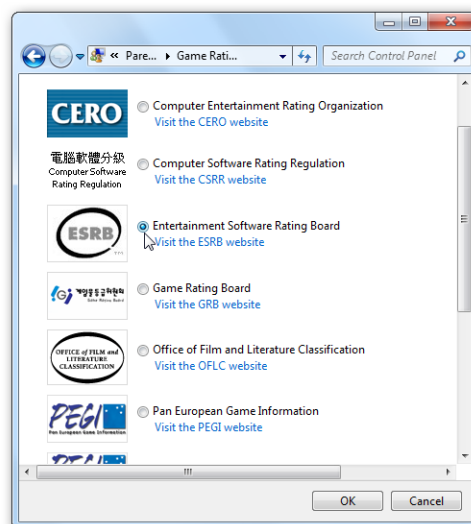 « Pare... ▸ Game Rati... Search Control Panel
CERO
Computer Entertainment Rating Organization
Visit the CERO website
電腦軟體分級
Computer Software
Rating Regulation
Computer Software Rating Regulation
Visit the CSRR website
ESRB
Entertainment Software Rating Board
Visit the ESRB website
Game Rating Board
Visit the GRB website
OFFICE of FILM and
LITERATURE
CLASSIFICATION
Office of Film and Literature Classification
Visit the OFLC website
PEGI
Pan European Game Information
Pan European Game Information
Visit the PEGI website
OK Cancel